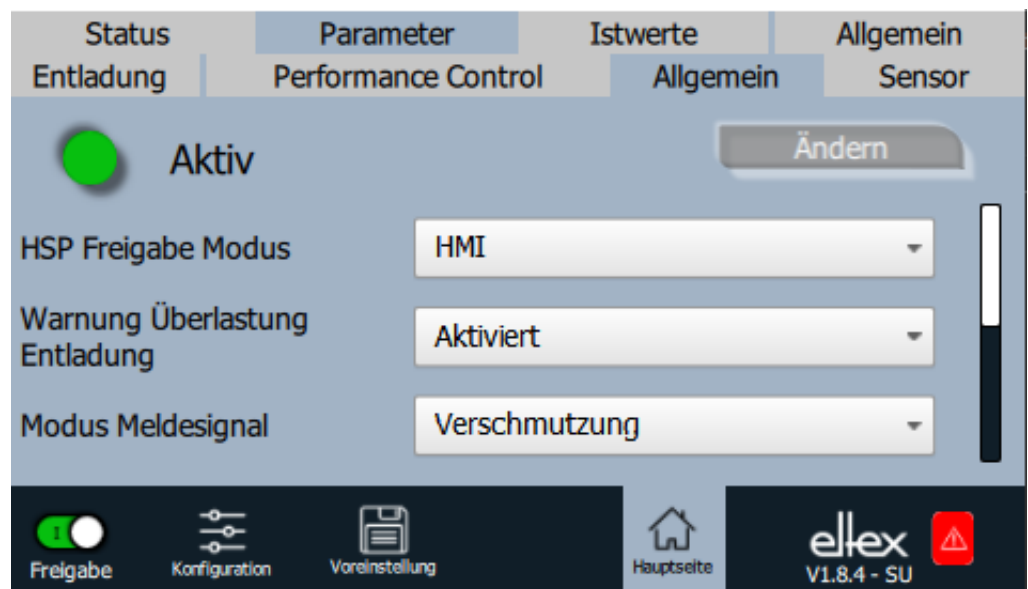 Status Parameter Istwerte Allgemein
Entladung Performance Control Allgemein Sensor
Aktiv Ändern
HSP Freigabe Modus HMI
Warnung Überlastung
Entladung Aktiviert
Modus Meldesignal Verschmutzung
I
Freigabe Konfiguration Voreinstellung Hauptseite eltex
V1.8.4 - SU